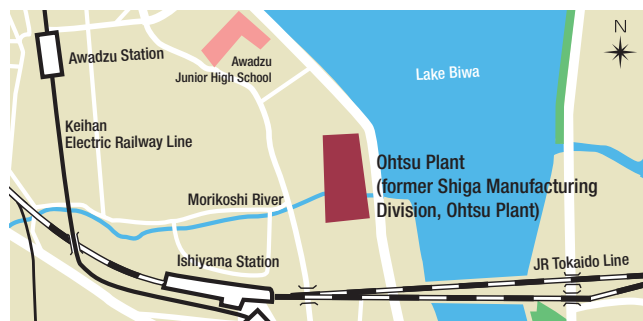 N
Awadzu Station
Awadzu
Junior High School
Lake Biwa
Keihan
Electric Railway Line
Ohtsu Plant
(former Shiga Manufacturing
Division, Ohtsu Plant)
Morikoshi River
Ishiyama Station
JR Tokaido Line